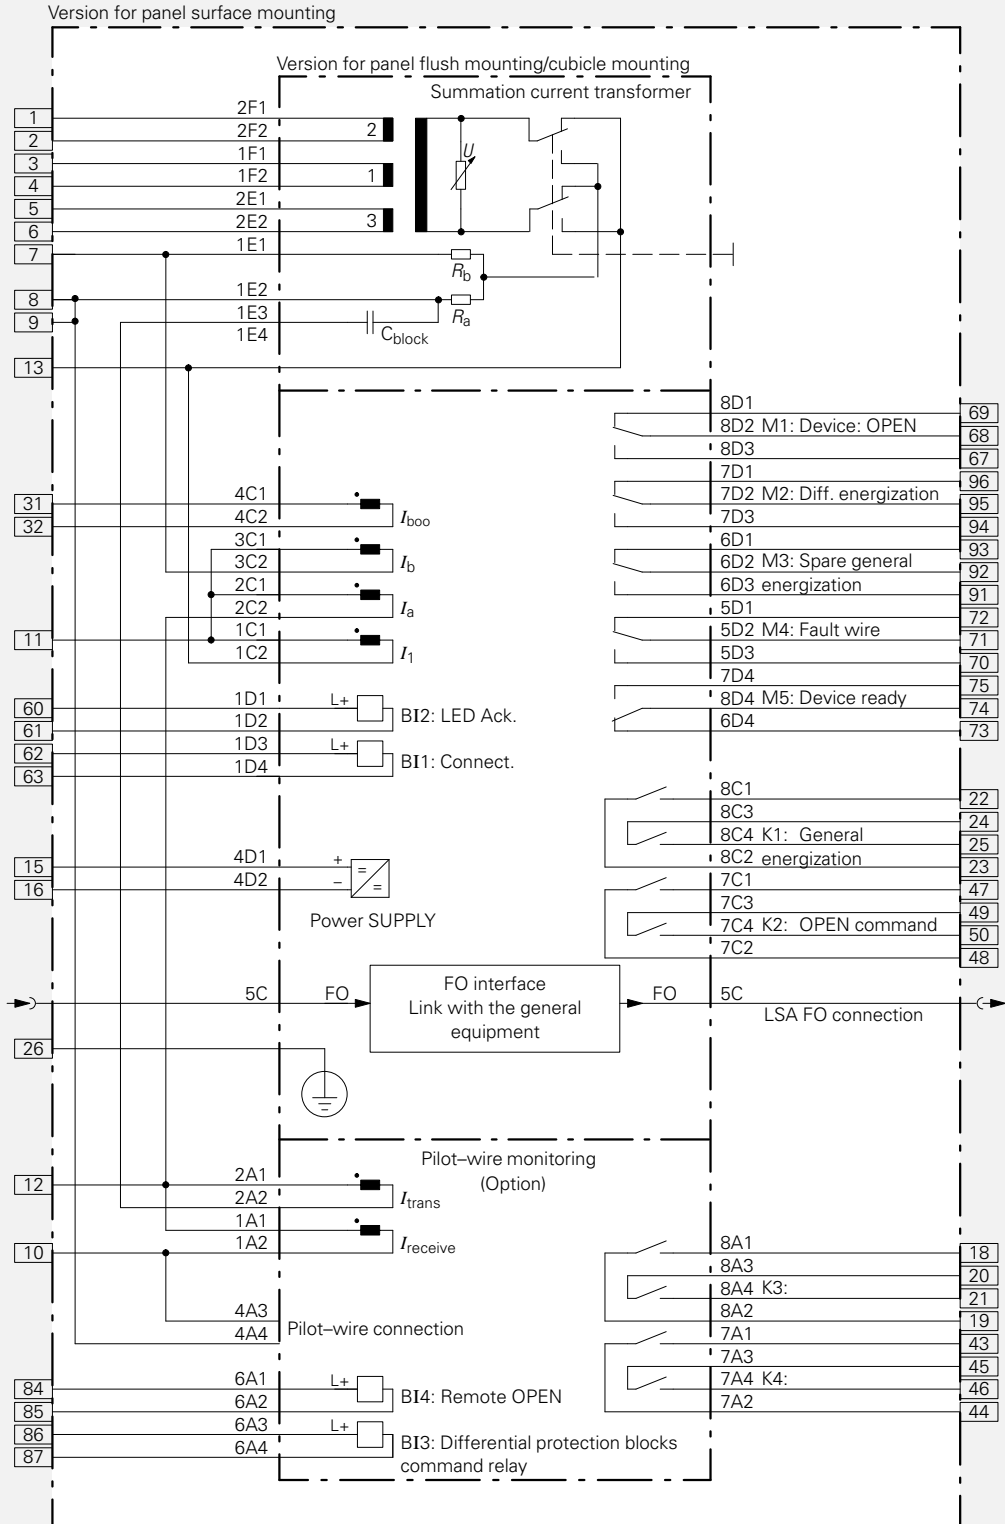 Version for panel surface mounting
Version for panel flush mounting/cubicle mounting
Summation current transformer
1 2F1
2 2F2 2
3 1F1
4 1F2 1
5 2E1
6 2E2 3
U
7 1E1
Rb
8 1E2
Ra
9 1E3
1E4 Cblock
13
8D1 69
8D2 M1: Device: OPEN 68
8D3 67
7D1 96
31 4C1 7D2 M2: Diff. energization 95
32 4C2 Iboo 7D3 94
3C1 6D1 93
3C2 Ib 6D2 M3: Spare general 92
2C1 6D3 energization 91
2C2 Ia 5D1 72
11 1C1 5D2 M4: Fault wire 71
1C2 I1 5D3 70
7D4 75
60 1D1 L+ 8D4 M5: Device ready 74
61 1D2 BI2: LED Ack. 6D4 73
62 1D3 L+
63 1D4 BI1: Connect.
8C1 22
8C3 24
8C4 K1: General 25
15 4D1 + = 8C2 energization 23
16 4D2 – = 7C1 47
7C3 49
Power SUPPLY 7C4 K2: OPEN command 50
7C2 48
5C FO FO interface FO 5C
Link with the general LSA FO connection
equipment
26
Pilot–wire monitoring
(Option)
12 2A1
2A2 Itrans
1A1
10 1A2 Ireceive 8A1 18
8A3 20
8A4 K3: 21
4A3 8A2 19
4A4 Pilot–wire connection 7A1 43
7A3 45
84 6A1 L+ 7A4 K4: 46
85 6A2 BI4: Remote OPEN 7A2 44
86 6A3 L+
87 6A4 BI3: Differential protection blocks
command relay